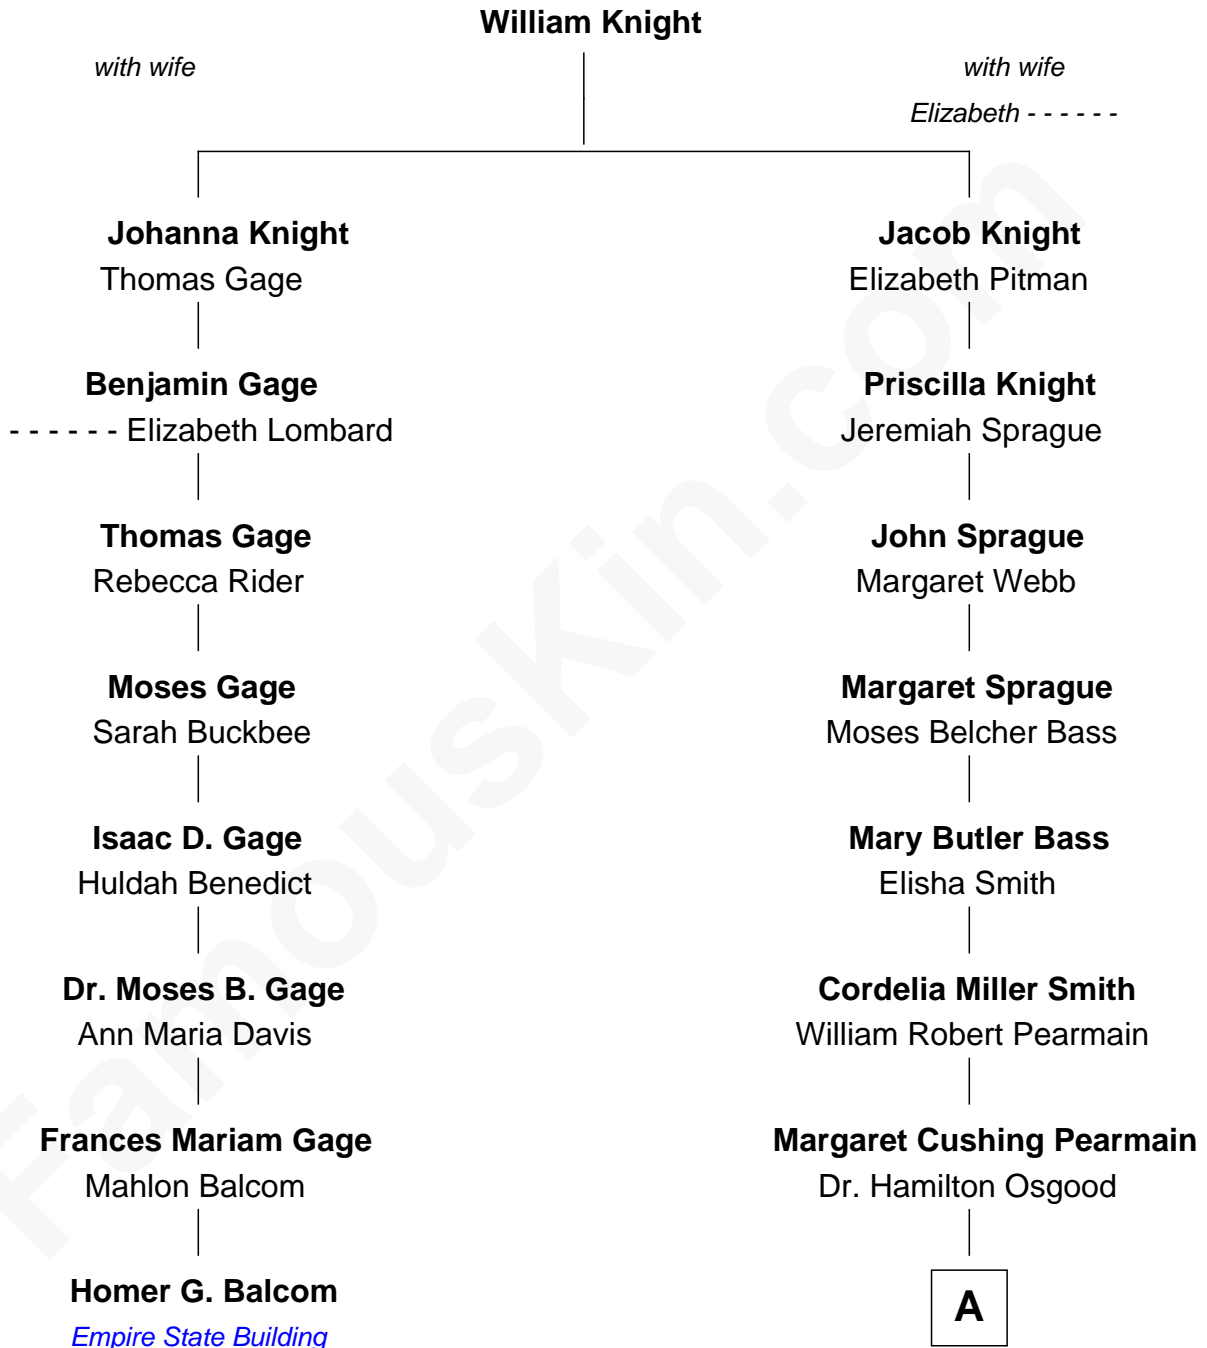 William Knight
with wife
with wife
Elizabeth - - - - - -
Johanna Knight
Thomas Gage
Jacob Knight
Elizabeth Pitman
Benjamin Gage
- - - - - - Elizabeth Lombard
Priscilla Knight
Jeremiah Sprague
Thomas Gage
Rebecca Rider
John Sprague
Margaret Webb
Moses Gage
Sarah Buckbee
Margaret Sprague
Moses Belcher Bass
Isaac D. Gage
Huldah Benedict
Mary Butler Bass
Elisha Smith
Dr. Moses B. Gage
Ann Maria Davis
Cordelia Miller Smith
William Robert Pearmain
Frances Mariam Gage
Mahlon Balcom
Margaret Cushing Pearmain
Dr. Hamilton Osgood
Homer G. Balcom
Empire State Building
A
FamousKin.com